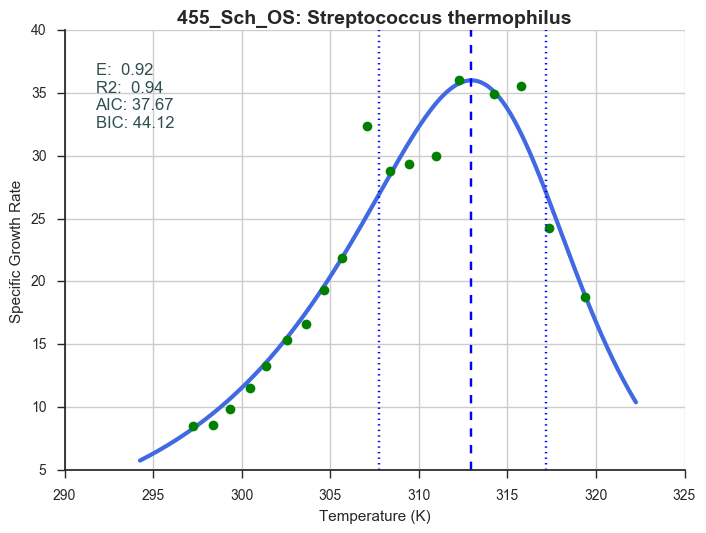 455_Sch_OS: Streptococcus thermophilus
E:  0.92
R2:  0.94
AIC: 37.67
BIC: 44.12
Specific Growth Rate
40
35
30
25
20
15
10
5
290 295 300 305 310 315 320 325
Temperature (K)